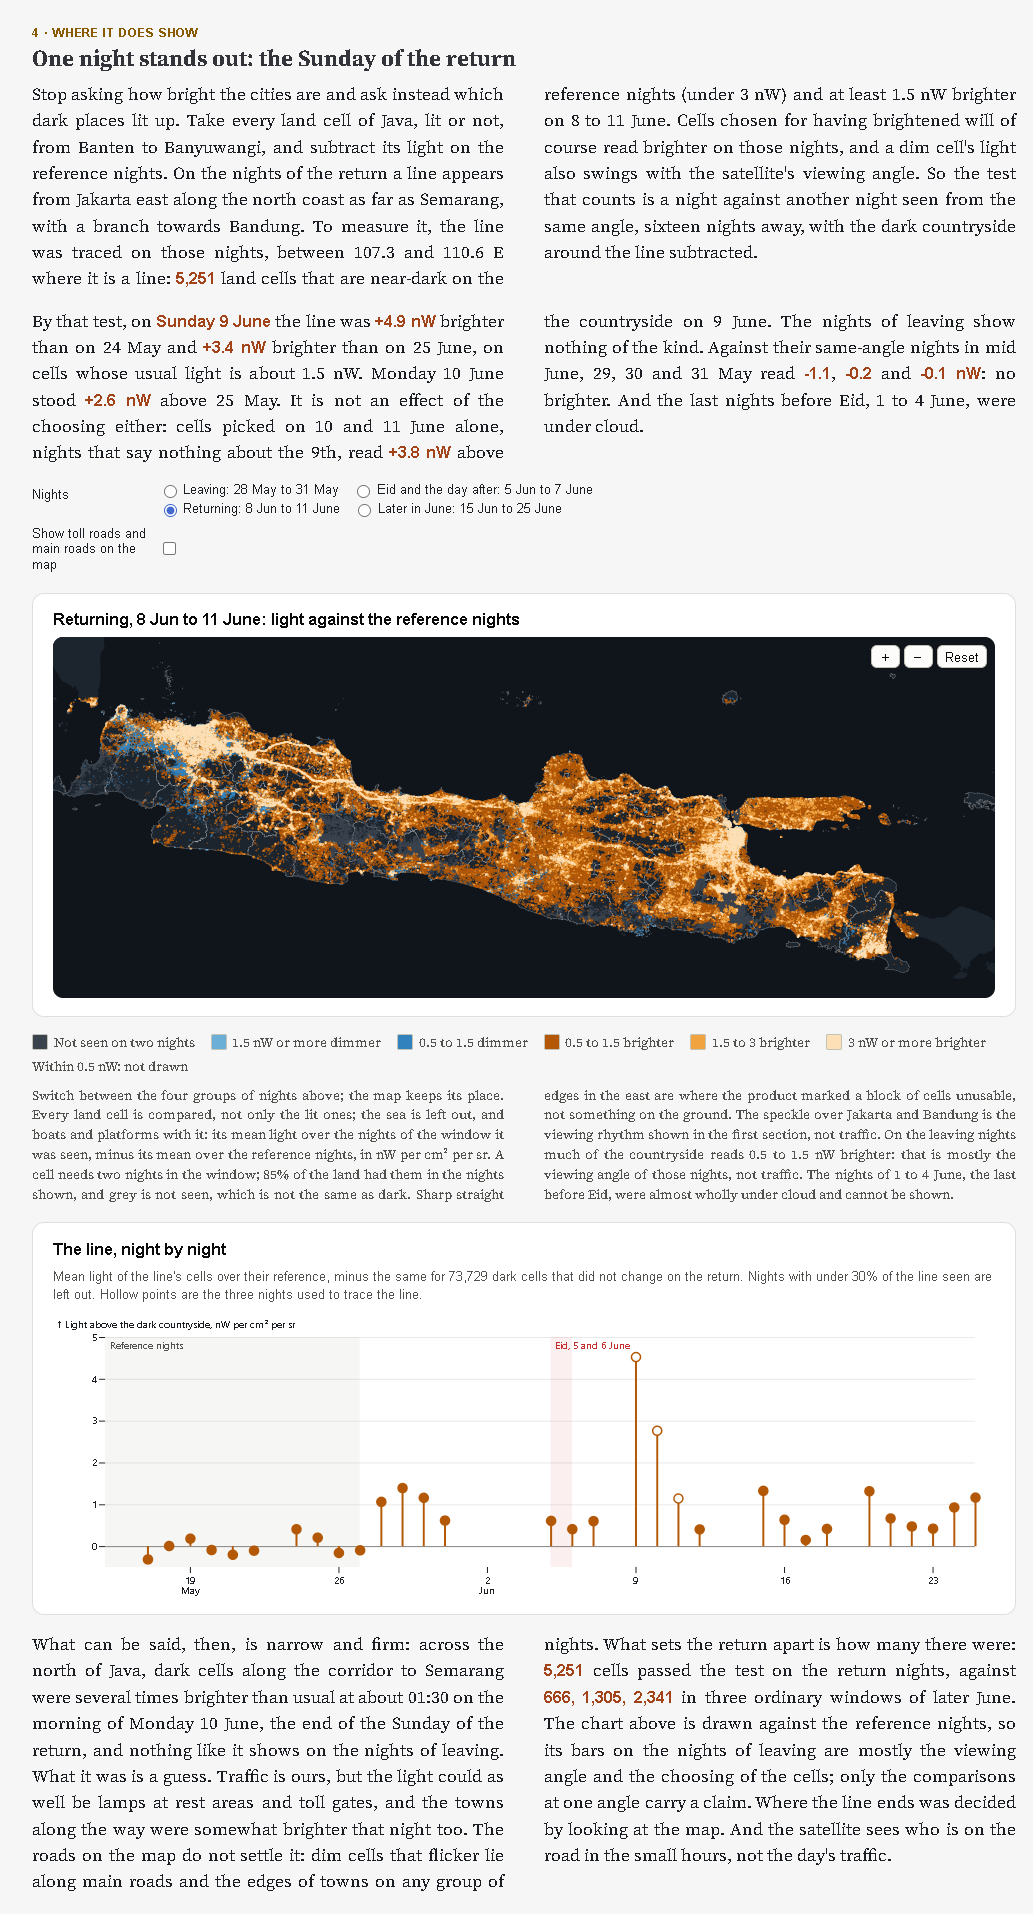 4 · WHERE IT DOES SHOW
One night stands out: the Sunday of the return
Stop asking how bright the cities are and ask instead which
dark places lit up. Take every land cell of Java, lit or not,
from Banten to Banyuwangi, and subtract its light on the
reference nights. On the nights of the return a line appears
from Jakarta east along the north coast as far as Semarang,
with a branch towards Bandung. To measure it, the line
was traced on those nights, between 107.3 and 110.6 E
where it is a line: 5,251 land cells that are near-dark on the
reference nights (under 3 nW) and at least 1.5 nW brighter
on 8 to 11 June. Cells chosen for having brightened will of
course read brighter on those nights, and a dim cell's light
also swings with the satellite's viewing angle. So the test
that counts is a night against another night seen from the
same angle, sixteen nights away, with the dark countryside
around the line subtracted.
By that test, on Sunday 9 June the line was +4.9 nW brighter
than on 24 May and +3.4 nW brighter than on 25 June, on
cells whose usual light is about 1.5 nW. Monday 10 June
stood +2.6 nW above 25 May. It is not an effect of the
choosing either: cells picked on 10 and 11 June alone,
nights that say nothing about the 9th, read +3.8 nW above
the countryside on 9 June. The nights of leaving show
nothing of the kind. Against their same-angle nights in mid
June, 29, 30 and 31 May read -1.1, -0.2 and -0.1 nW: no
brighter. And the last nights before Eid, 1 to 4 June, were
under cloud.
Nights
Leaving: 28 May to 31 May
Eid and the day after: 5 Jun to 7 June
Returning: 8 Jun to 11 June
Later in June: 15 Jun to 25 June
Show toll roads and
main roads on the
map
Returning, 8 Jun to 11 June: light against the reference nights
+ − Reset
Not seen on two nights 1.5 nW or more dimmer 0.5 to 1.5 dimmer 0.5 to 1.5 brighter 1.5 to 3 brighter 3 nW or more brighter
Within 0.5 nW: not drawn
Switch between the four groups of nights above; the map keeps its place.
Every land cell is compared, not only the lit ones; the sea is left out, and
boats and platforms with it: its mean light over the nights of the window it
was seen, minus its mean over the reference nights, in nW per cm² per sr. A
cell needs two nights in the window; 85% of the land had them in the nights
shown, and grey is not seen, which is not the same as dark. Sharp straight
edges in the east are where the product marked a block of cells unusable,
not something on the ground. The speckle over Jakarta and Bandung is the
viewing rhythm shown in the first section, not traffic. On the leaving nights
much of the countryside reads 0.5 to 1.5 nW brighter: that is mostly the
viewing angle of those nights, not traffic. The nights of 1 to 4 June, the last
before Eid, were almost wholly under cloud and cannot be shown.
The line, night by night
Mean light of the line's cells over their reference, minus the same for 73,729 dark cells that did not change on the return. Nights with under 30% of the line seen are
left out. Hollow points are the three nights used to trace the line.
↑ Light above the dark countryside, nW per cm² per sr
5
Reference nights
Eid, 5 and 6 June
4
3
2
1
0
19 26 2 9 16 23
May Jun
What can be said, then, is narrow and firm: across the
north of Java, dark cells along the corridor to Semarang
were several times brighter than usual at about 01:30 on the
morning of Monday 10 June, the end of the Sunday of the
return, and nothing like it shows on the nights of leaving.
What it was is a guess. Traffic is ours, but the light could as
well be lamps at rest areas and toll gates, and the towns
along the way were somewhat brighter that night too. The
roads on the map do not settle it: dim cells that flicker lie
along main roads and the edges of towns on any group of
nights. What sets the return apart is how many there were:
5,251 cells passed the test on the return nights, against
666, 1,305, 2,341 in three ordinary windows of later June.
The chart above is drawn against the reference nights, so
its bars on the nights of leaving are mostly the viewing
angle and the choosing of the cells; only the comparisons
at one angle carry a claim. Where the line ends was decided
by looking at the map. And the satellite sees who is on the
road in the small hours, not the day's traffic.